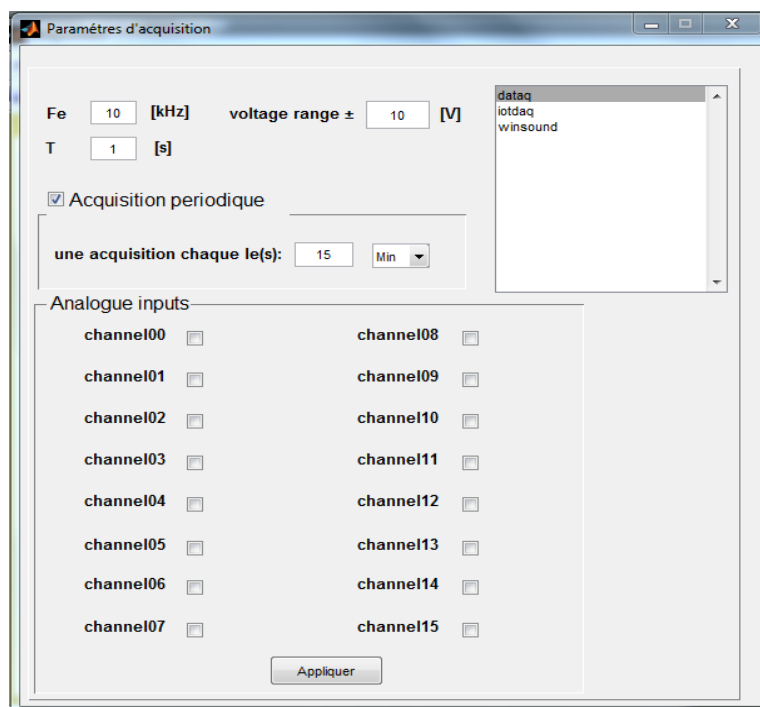 Paramétres d'acquisition
Fe 10 [kHz] voltage range ± 10 [V]
T 1 [s]
dataq
iotdaq
winsound
Acquisition periodique
une acquisition chaque le(s): 15 Min
Analogue inputs
channel00 channel08
channel01 channel09
channel02 channel10
channel03 channel11
channel04 channel12
channel05 channel13
channel06 channel14
channel07 channel15
Appliquer